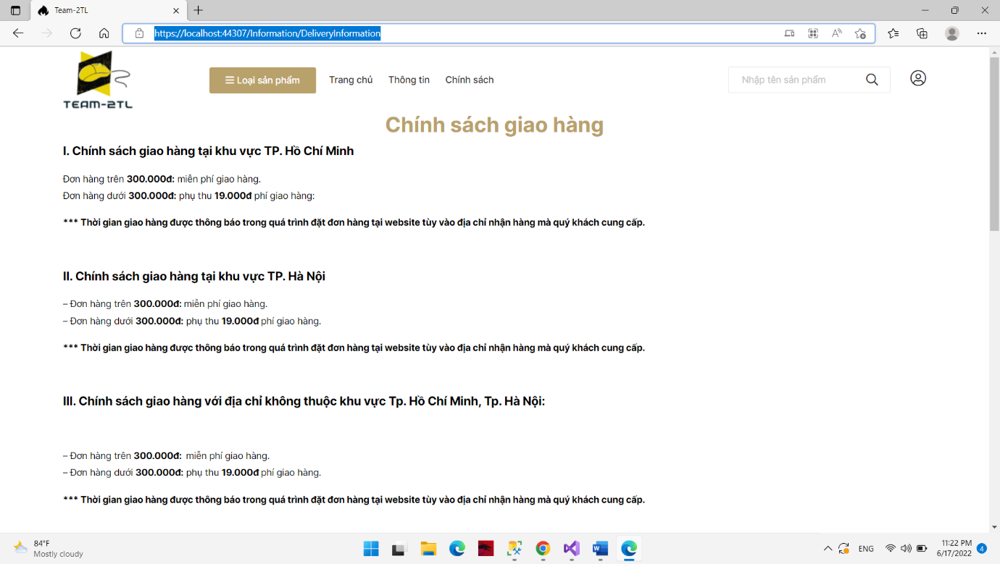 Team-2TL
https://localhost:44307/Information/DeliveryInformation
TEAM-2TL
Loại sản phẩm
Trang chủ
Thông tin
Chính sách
Nhập tên sản phẩm
Chính sách giao hàng
I. Chính sách giao hàng tại khu vực TP. Hồ Chí Minh
Đơn hàng trên 300.000đ: miễn phí giao hàng.
Đơn hàng dưới 300.000đ: phụ thu 19.000đ phí giao hàng:
*** Thời gian giao hàng được thông báo trong quá trình đặt đơn hàng tại website tùy vào địa chỉ nhận hàng mà quý khách cung cấp.
II. Chính sách giao hàng tại khu vực TP. Hà Nội
– Đơn hàng trên 300.000đ: miễn phí giao hàng.
– Đơn hàng dưới 300.000đ: phụ thu 19.000đ phí giao hàng.
*** Thời gian giao hàng được thông báo trong quá trình đặt đơn hàng tại website tùy vào địa chỉ nhận hàng mà quý khách cung cấp.
III. Chính sách giao hàng với địa chỉ không thuộc khu vực Tp. Hồ Chí Minh, Tp. Hà Nội:
– Đơn hàng trên 300.000đ: miễn phí giao hàng.
– Đơn hàng dưới 300.000đ: phụ thu 19.000đ phí giao hàng.
*** Thời gian giao hàng được thông báo trong quá trình đặt đơn hàng tại website tùy vào địa chỉ nhận hàng mà quý khách cung cấp.
84°F
Mostly cloudy
ENG
11:22 PM
6/17/2022
4